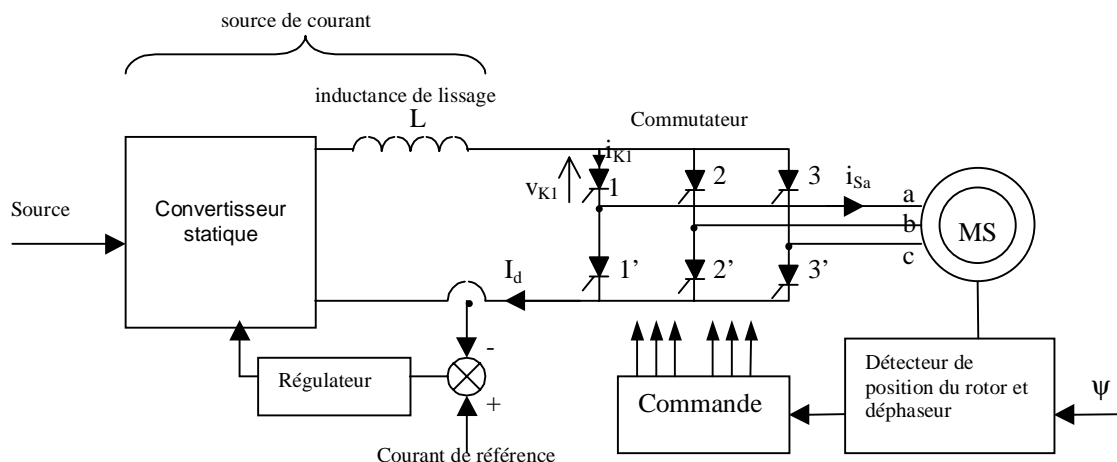 source de courant
inductance de lissage
L
Commutateur
i_K1
v_K1
1
2
3
i_Sa
a
b
c
MS
Source
Convertisseur
statique
1’
2’
3’
I_d
-
+
Régulateur
Courant de référence
Commande
Détecteur de
position du rotor et
déphaseur
ψ